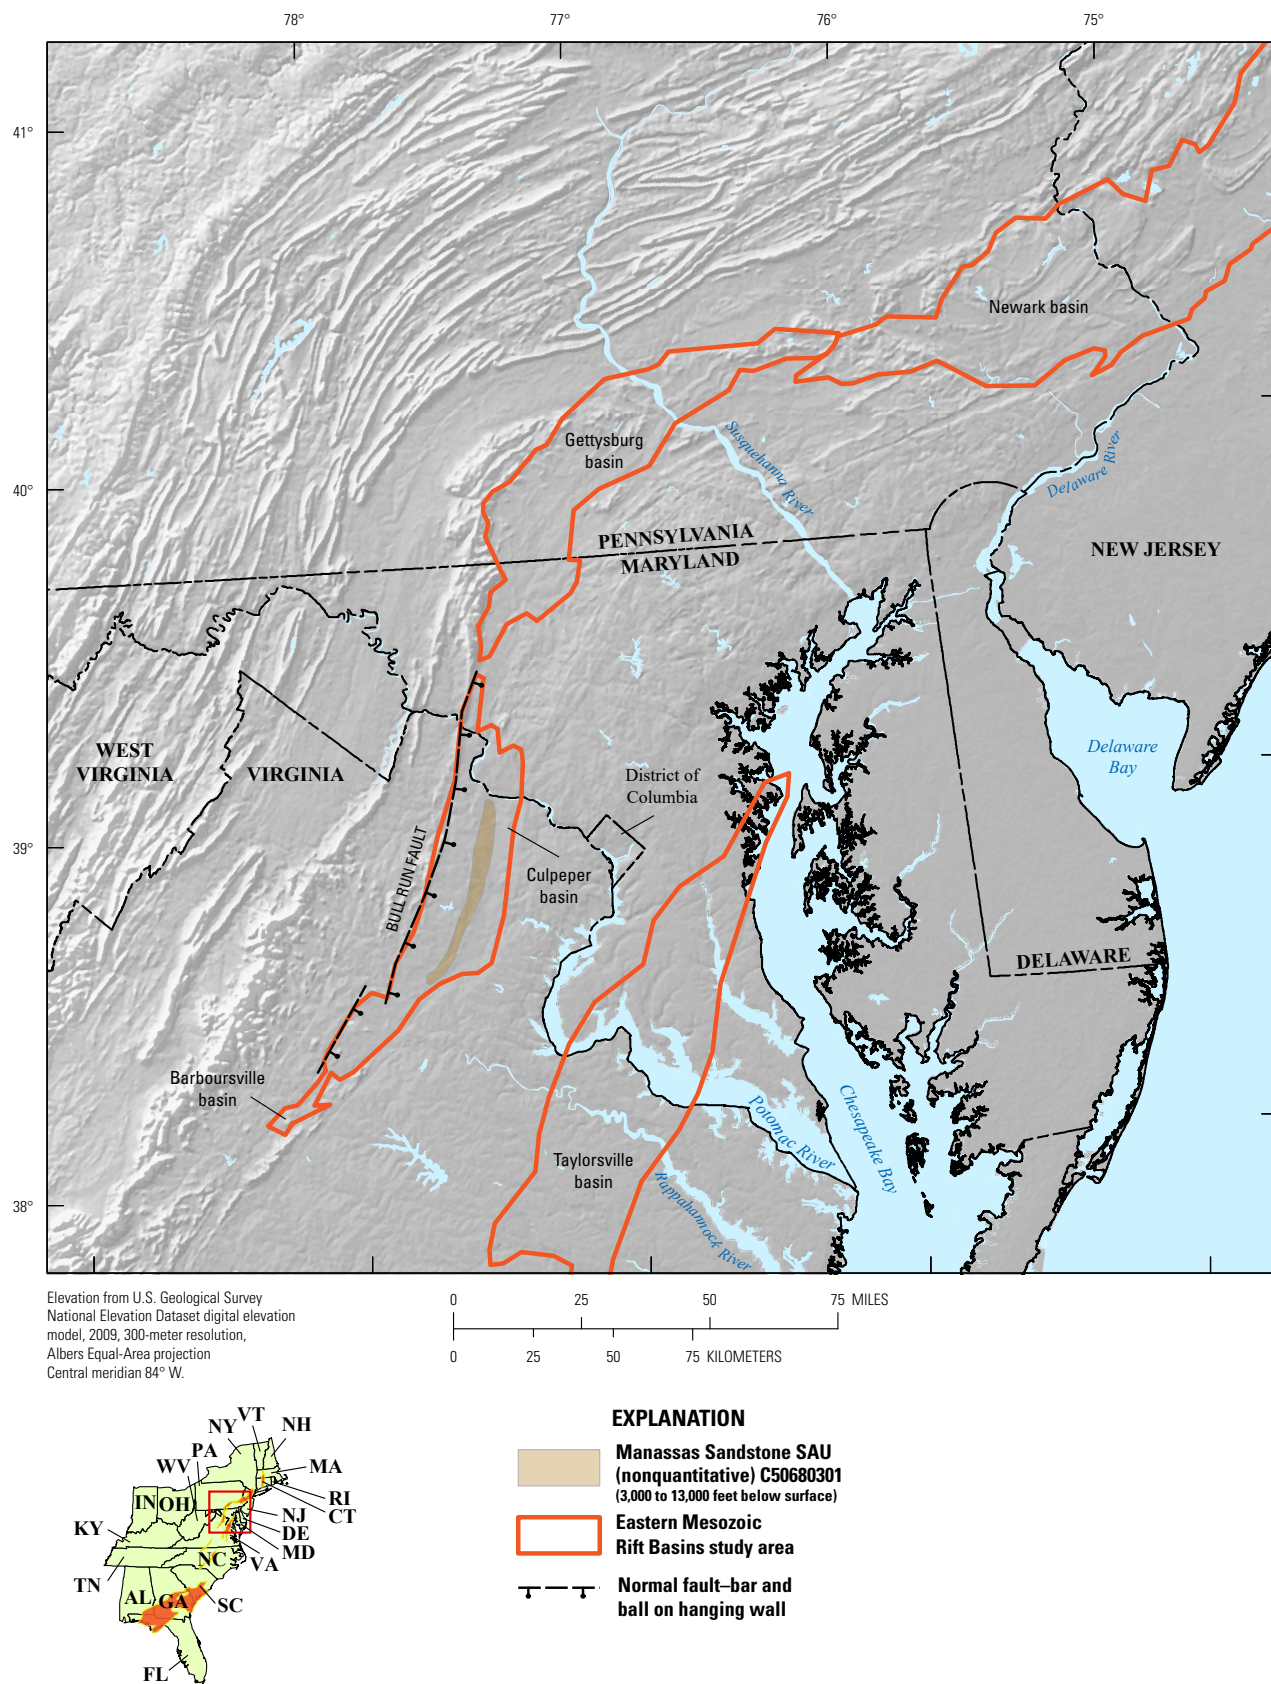 78°
77°
76°
75°
41°
40°
39°
38°
Newark basin
Gettysburg
basin
Susquehanna River
Delaware River
PENNSYLVANIA
MARYLAND
NEW JERSEY
WEST
VIRGINIA
VIRGINIA
District of
Columbia
Delaware
Bay
BULL RUN FAULT
Culpeper
basin
DELAWARE
Barboursville
basin
Chesapeake Bay
Potomac River
Taylorsville
basin
Rappahannock River
Elevation from U.S. Geological Survey
National Elevation Dataset digital elevation
model, 2009, 300-meter resolution,
Albers Equal-Area projection
Central meridian 84° W.
0 25 50 75 MILES
0 25 50 75 KILOMETERS
EXPLANATION
Manassas Sandstone SAU
(nonquantitative) C50680301
(3,000 to 13,000 feet below surface)
Eastern Mesozoic
Rift Basins study area
Normal fault–bar and
ball on hanging wall
VT
NY
NH
PA
WV
MA
IN
OH
RI
CT
NJ
KY
DE
MD
VA
NC
TN
AL
GA
SC
FL